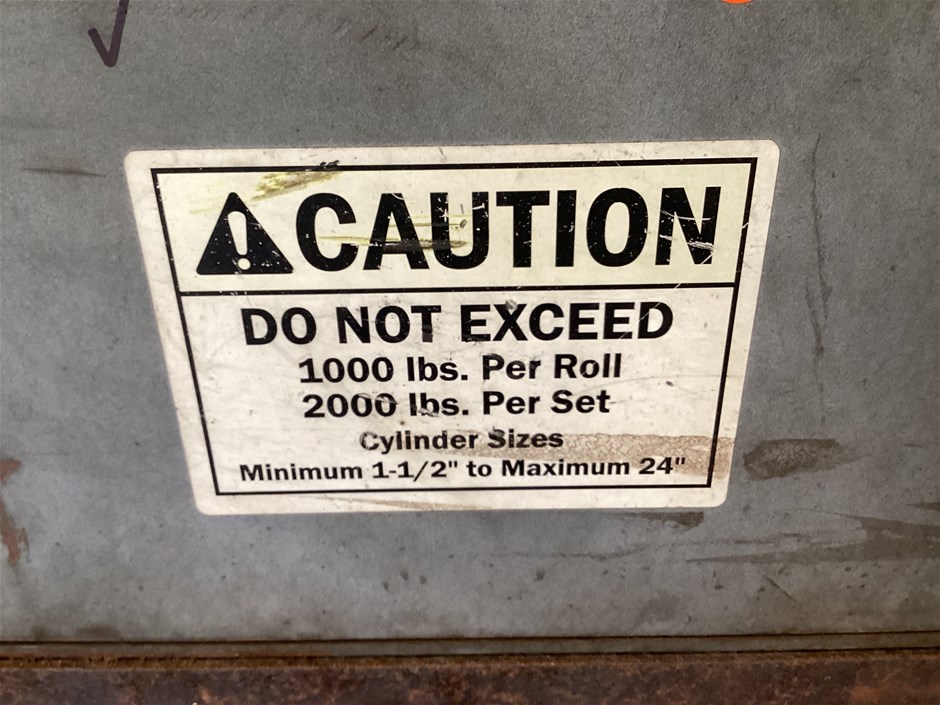 CAUTION
DO NOT EXCEED
1000 lbs. Per Roll
2000 lbs. Per Set
Cylinder Sizes
Minimum 1-1/2" to Maximum 24"